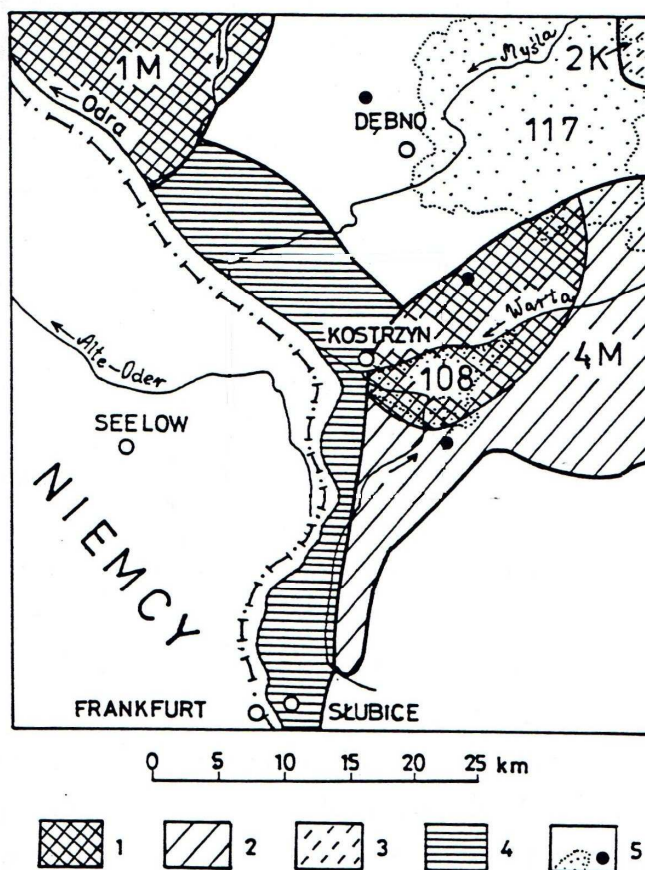 1M
2K
Myśla
Odra
DĘBNO
117
Warta
KOSTRZYN
4M
108
Alte-Oder
SEELOW
NIEMCY
FRANKFURT
SŁUBICE
0 5 10 15 20 25 km
1 2 3 4 5